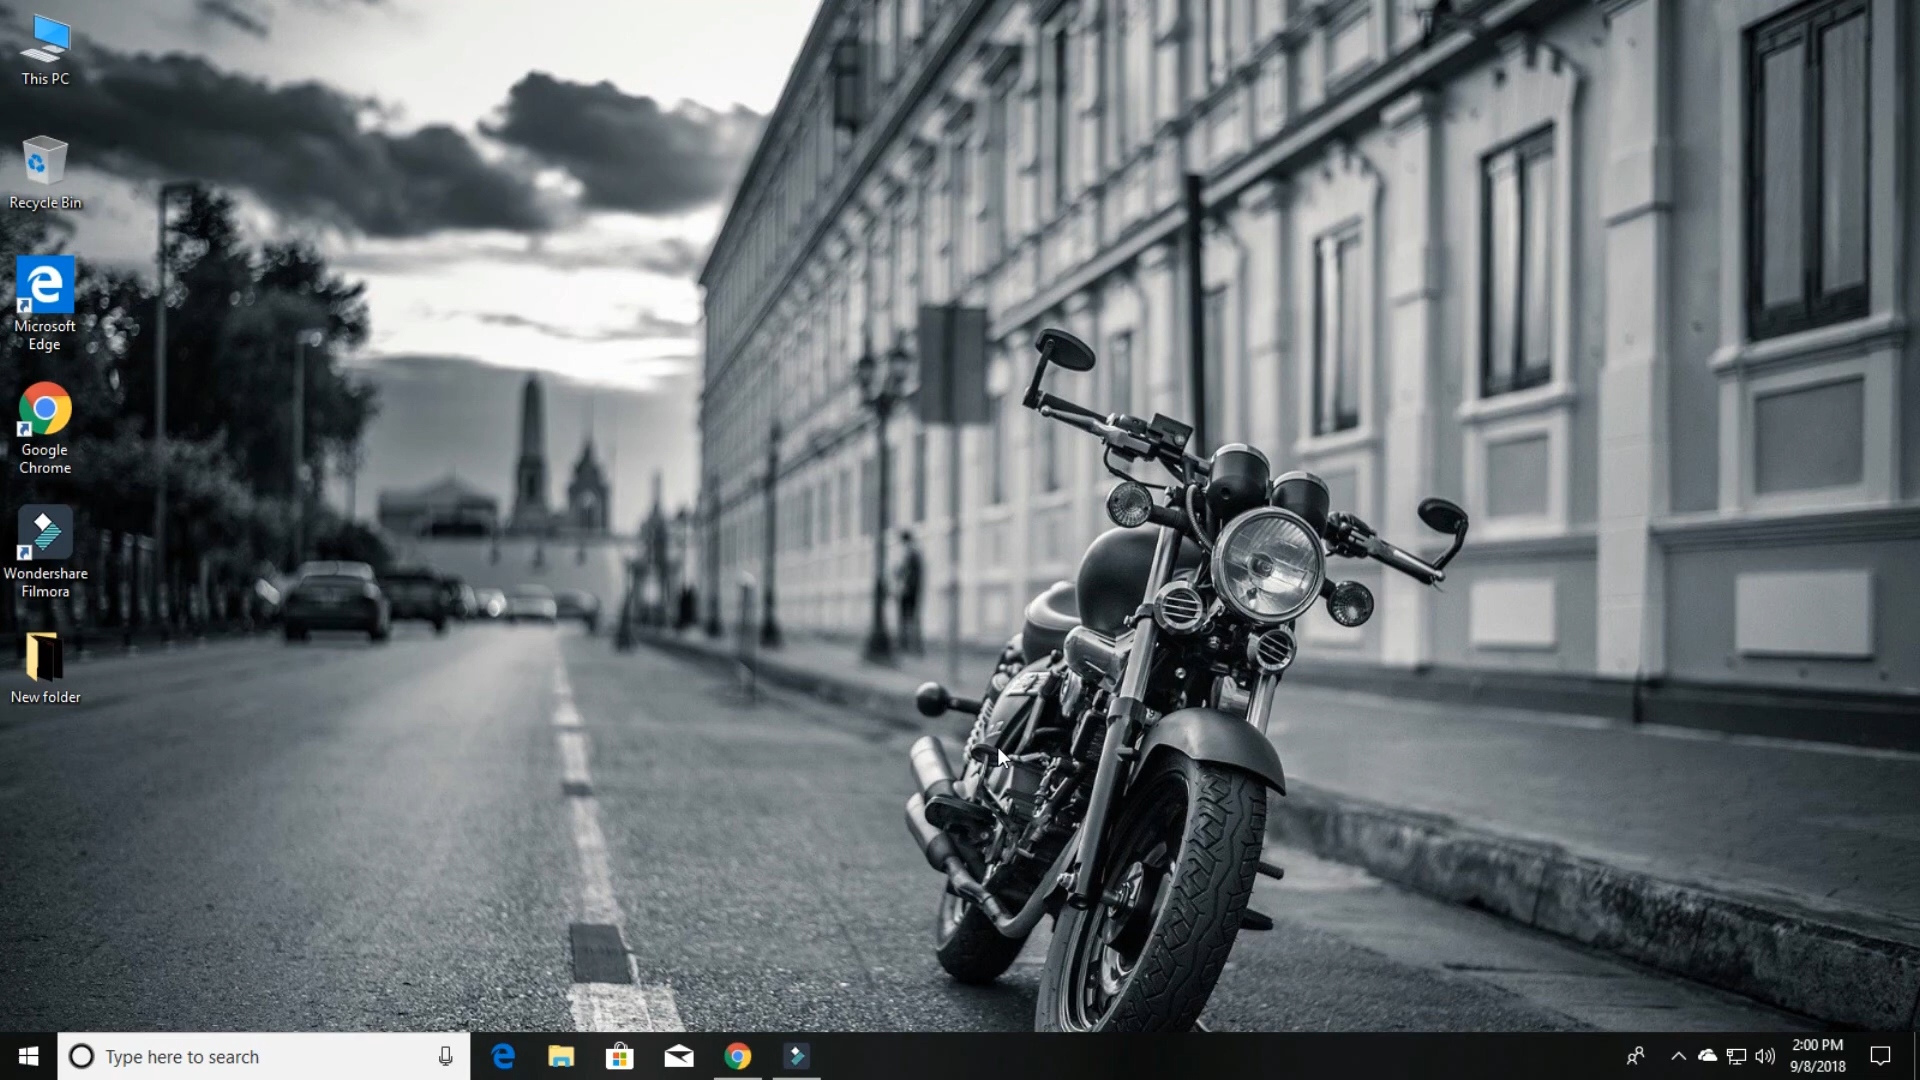 This PC
Recycle Bin
Microsoft
Edge
Google
Chrome
Wondershare
Filmora
New folder
Type here to search
2:00 PM
9/8/2018